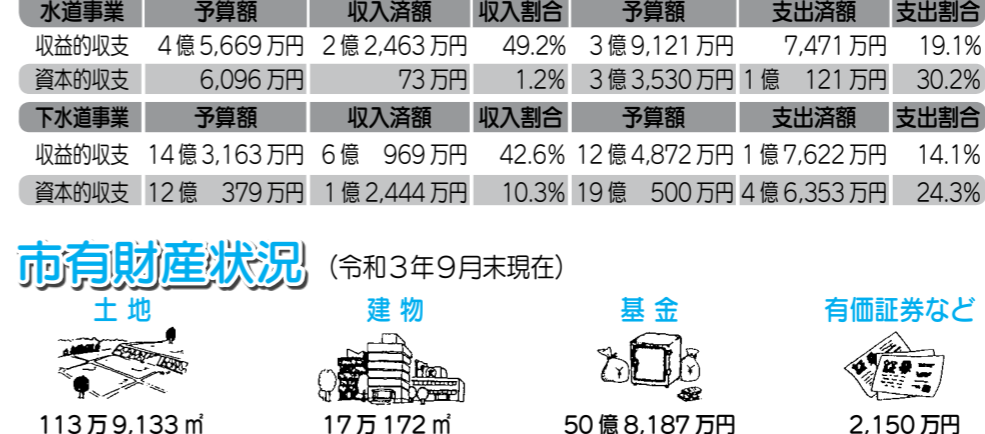 水道事業 予算額 収入済額 収入割合 予算額 支出済額 支出割合
収益的収支 4億5,669万円 2億2,463万円 49.2% 3億9,121万円 7,471万円 19.1%
資本的収支 6,096万円 73万円 1.2% 3億3,530万円 1億 121万円 30.2%
下水道事業 予算額 収入済額 収入割合 予算額 支出済額 支出割合
収益的収支 14億3,163万円 6億 969万円 42.6% 12億4,872万円 1億7,622万円 14.1%
資本的収支 12億 379万円 1億2,444万円 10.3% 19億 500万円 4億6,353万円 24.3%
市有財産状況 (令和3年9月末現在)
土地 建物 基金 有価証券など
¥ ¥ 証券
113万9,133㎡ 17万172㎡ 50億8,187万円 2,150万円